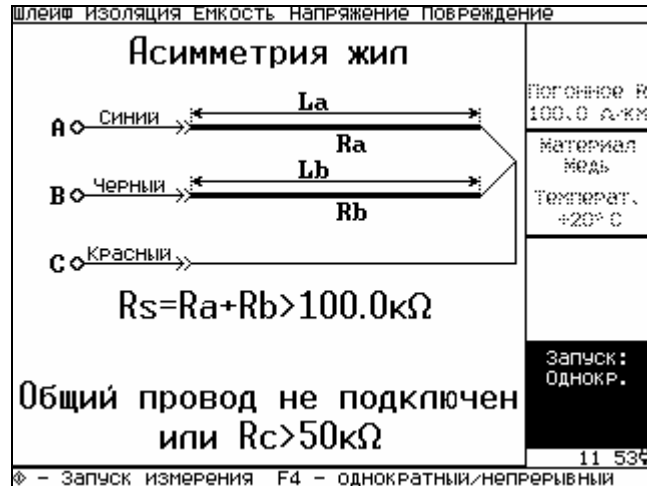 Шлейф Изоляция Емкость Напряжение Повреждение
Асимметрия жил
La
A Синий
Ra
Lb
B Черный
Rb
C Красный
Rs=Ra+Rb>100.0кΩ
Общий провод не подключен
или Rc>50кΩ
Погонное R
100.0 Ω/км
Материал
Медь
Температ.
+20° C
Запуск:
Однокр.
11 53
– Запуск измерения F4 – однократный/непрерывный